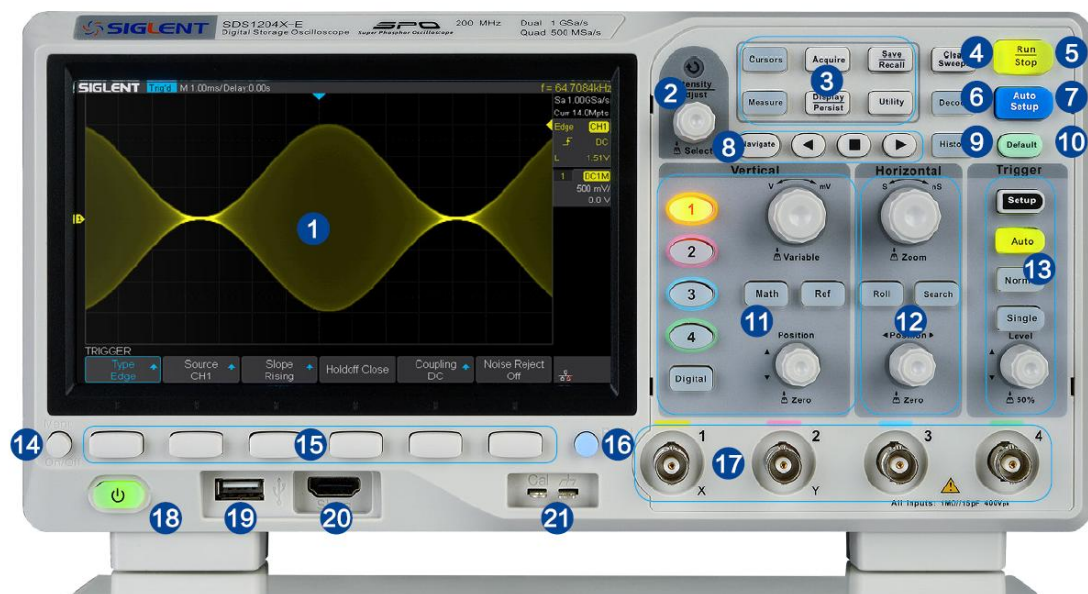 SIGLENT
SDS1204X-E
Digital Storage Oscilloscope
SPO
Super Phosphor Oscilloscope
200 MHz
Dual 1 GSa/s
Quad 500 MSa/s
SIGLENT Trig'd M 1.00ms/ Delay:0.00s
f = 64.7084kHz
Sa 1.00GSa/s
Curr 14.0Mpts
Edge CH1
DC
L 1.51V
1 DC1M
500 mV/
0.0 V
1
TRIGGER
Type
Edge
Source
CH1
Slope
Rising
Holdoff Close
Coupling
DC
Noise Reject
Off
2
Select
Cursors
Acquire
Save
Recall
3
Measure
Display
Persist
Utility
4
Run
Stop
5
6
Auto
Setup
7
8
Navigate
9
Default
10
Vertical
V mV
Variable
1
2
3
4
Digital
Math
Ref
11
Position
Zero
Horizontal
S nS
Zoom
Roll
Search
12
Position
Zero
Trigger
Setup
Auto
13
Single
Level
50%
14
15
16
1
X
17
2
Y
3
4
All inputs: 1MΩ//15pF 400Vpk
18
19
20
Cal
21